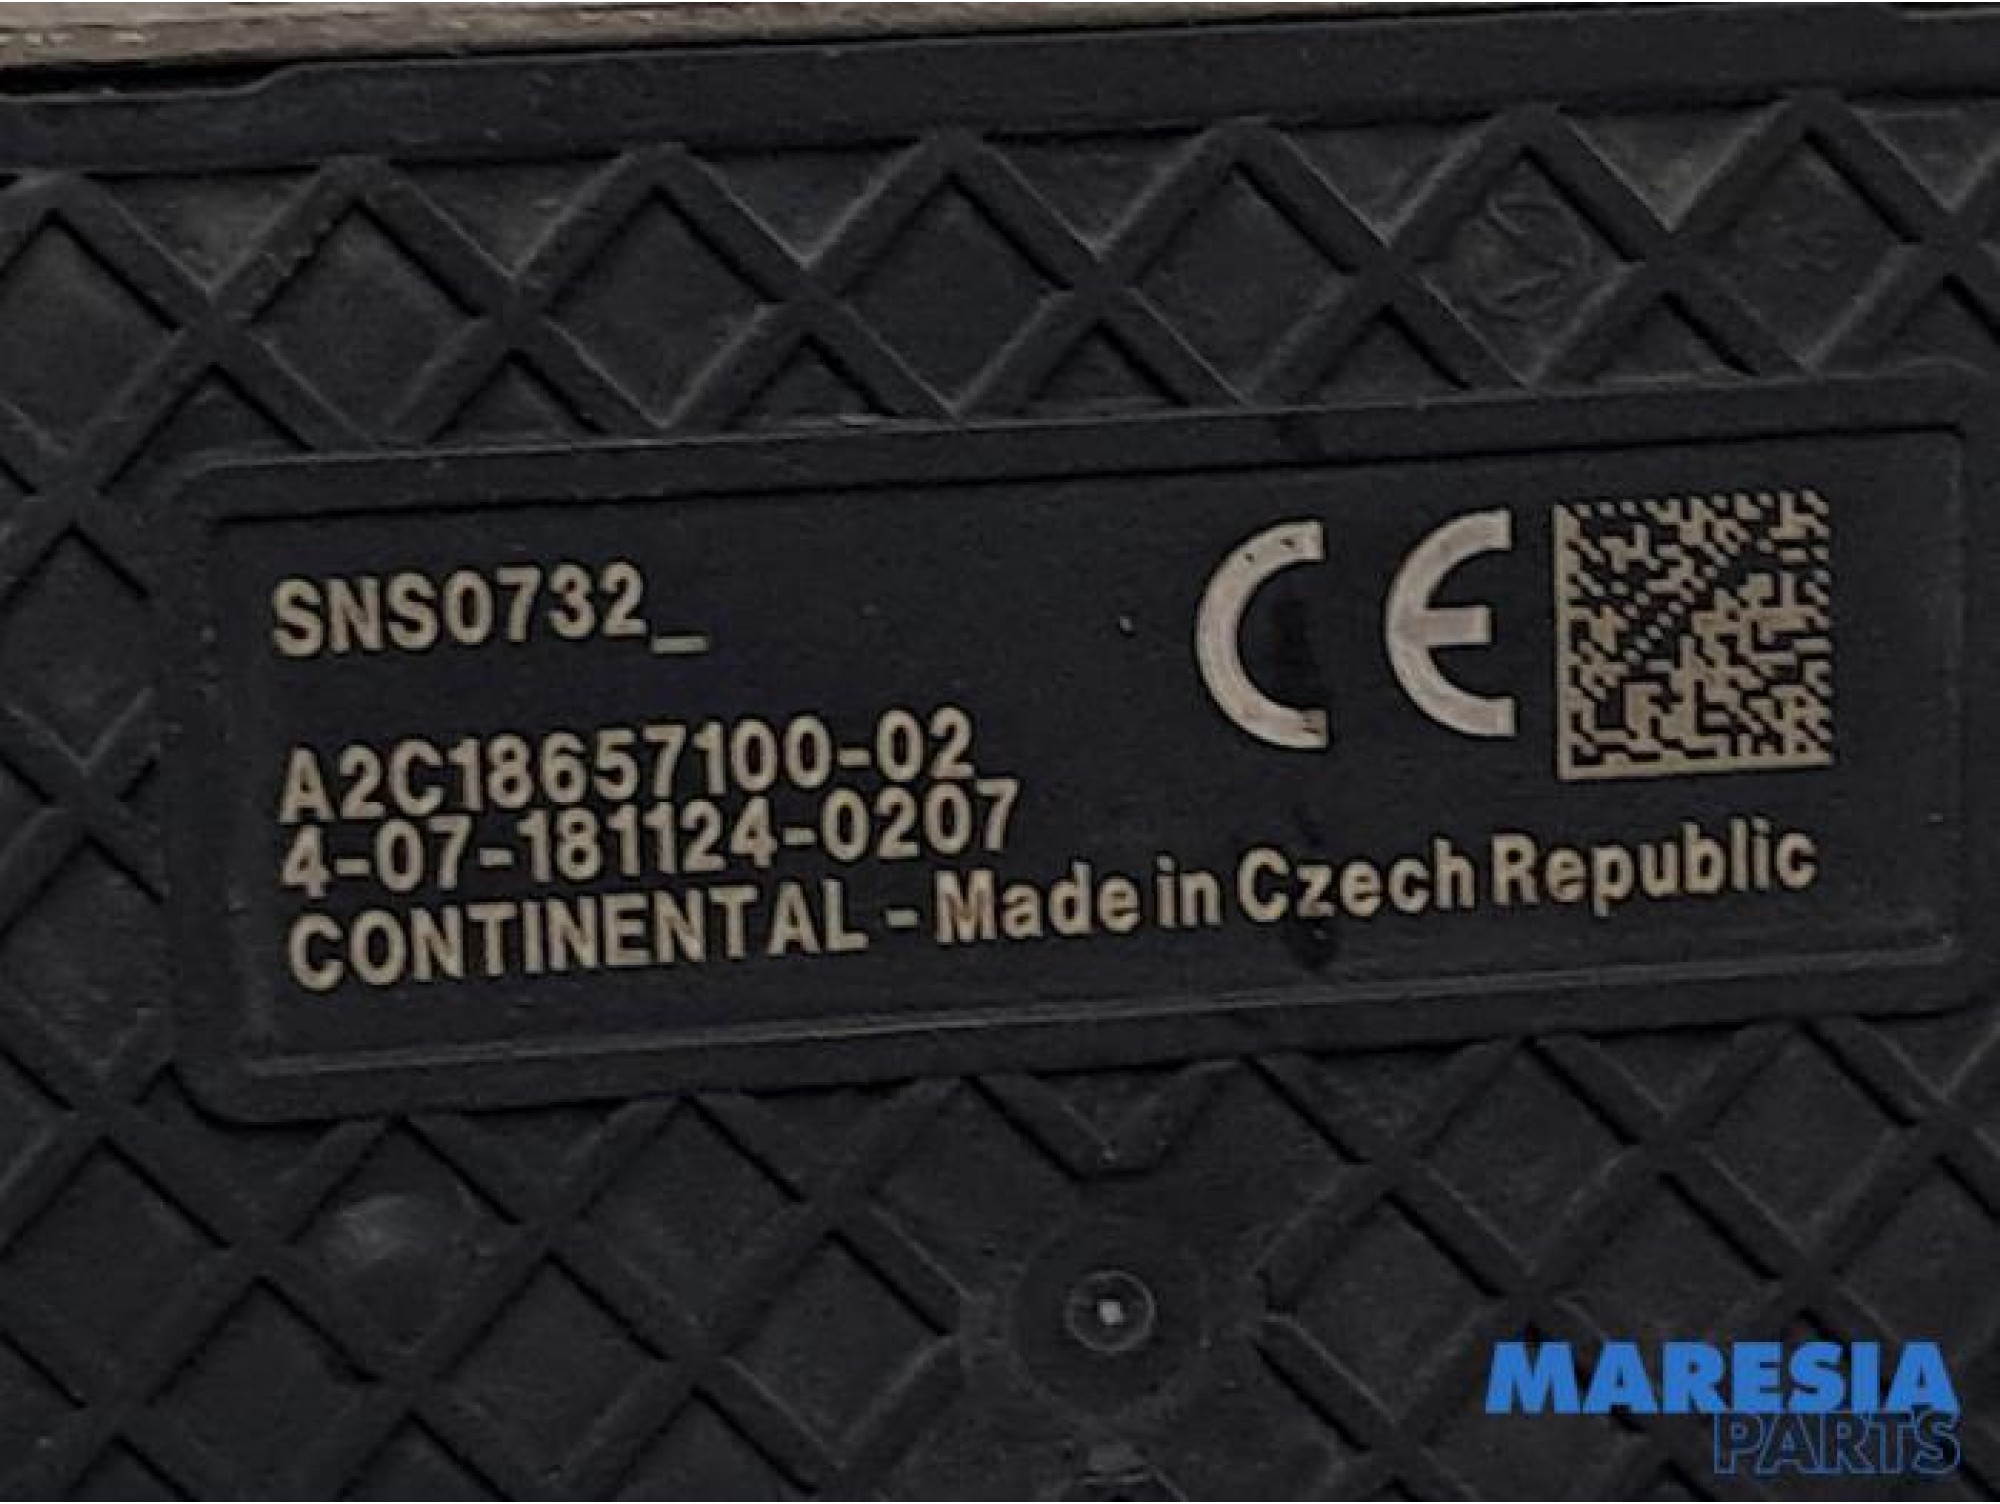 SNS0732_
A2C18657100-02
4-07-181124-0207
CONTINENTAL - Made in Czech Republic
CE
MARESIA
PARTS